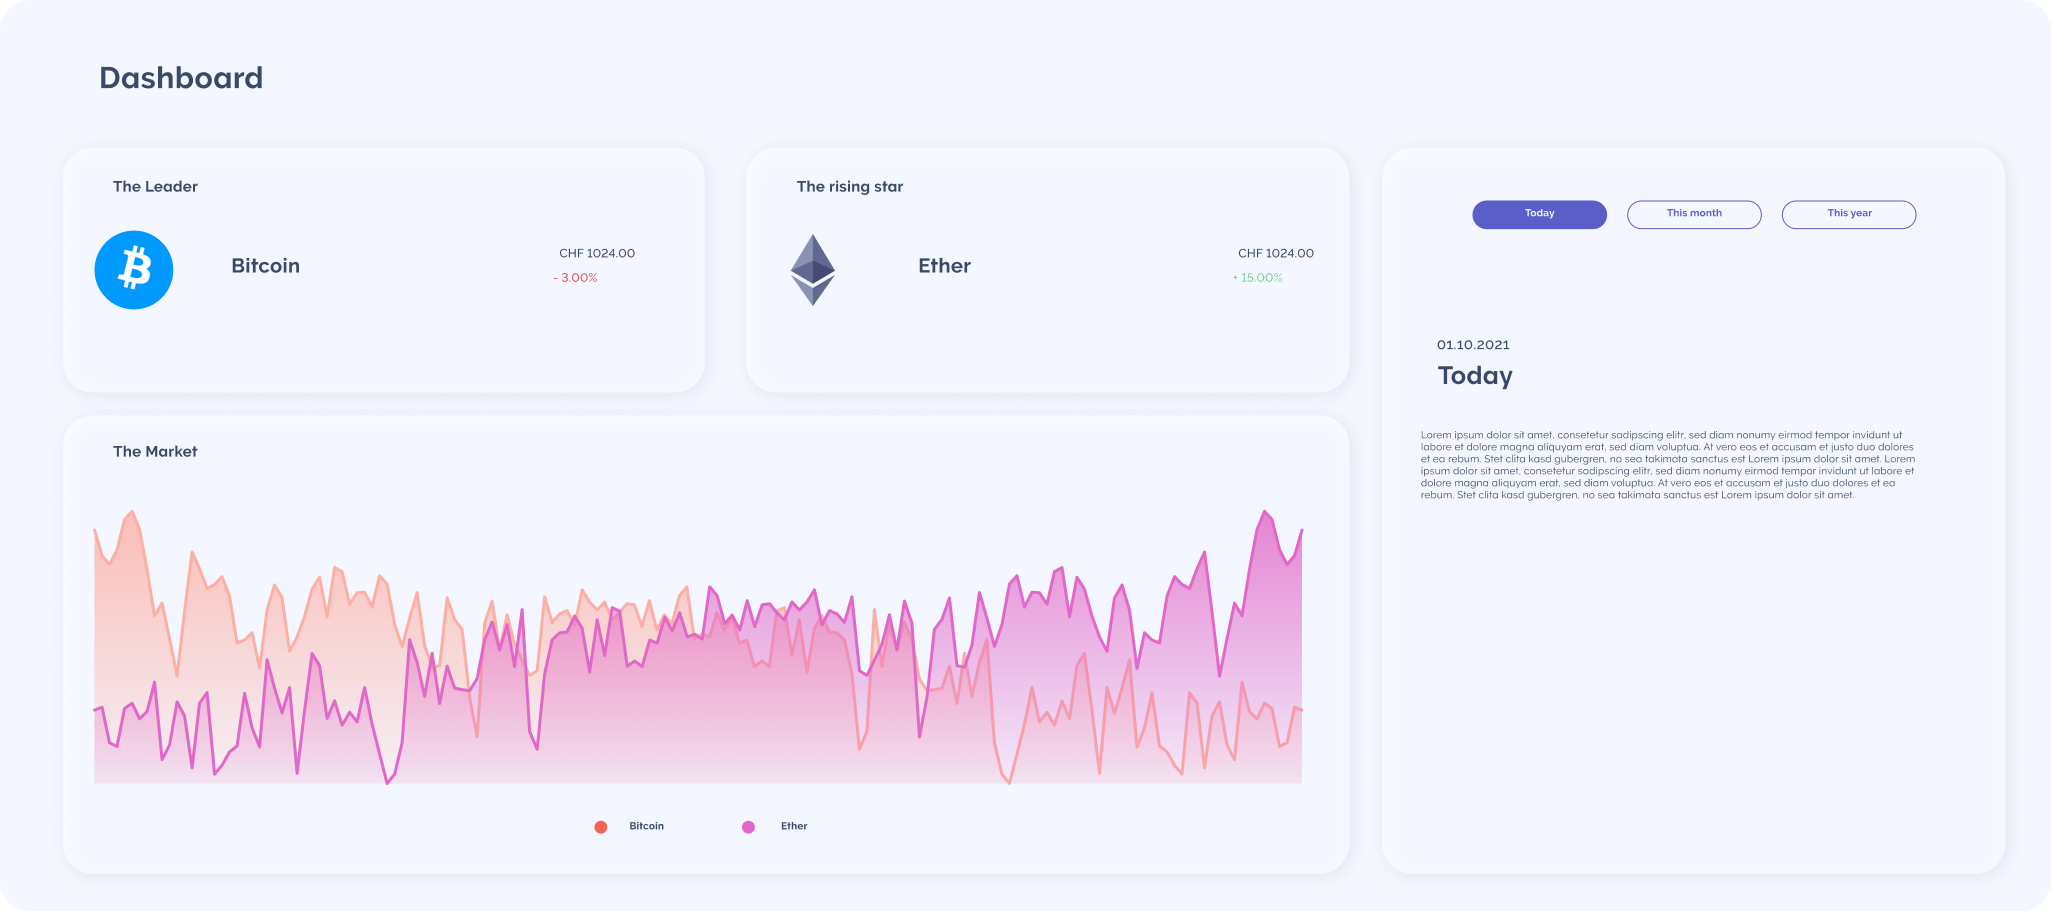 Dashboard
The Leader
Bitcoin
CHF 1024.00
- 3.00%
The rising star
Ether
CHF 1024.00
+ 15.00%
The Market
Bitcoin
Ether
Today
This month
This year
01.10.2021
Today
Lorem ipsum dolor sit amet, consetetur sadipscing elitr, sed diam nonumy eirmod tempor invidunt ut
labore et dolore magna aliquyam erat, sed diam voluptua. At vero eos et accusam et justo duo dolores
et ea rebum. Stet clita kasd gubergren, no sea takimata sanctus est Lorem ipsum dolor sit amet. Lorem
ipsum dolor sit amet, consetetur sadipscing elitr, sed diam nonumy eirmod tempor invidunt ut labore et
dolore magna aliquyam erat, sed diam voluptua. At vero eos et accusam et justo duo dolores et ea
rebum. Stet clita kasd gubergren, no sea takimata sanctus est Lorem ipsum dolor sit amet.